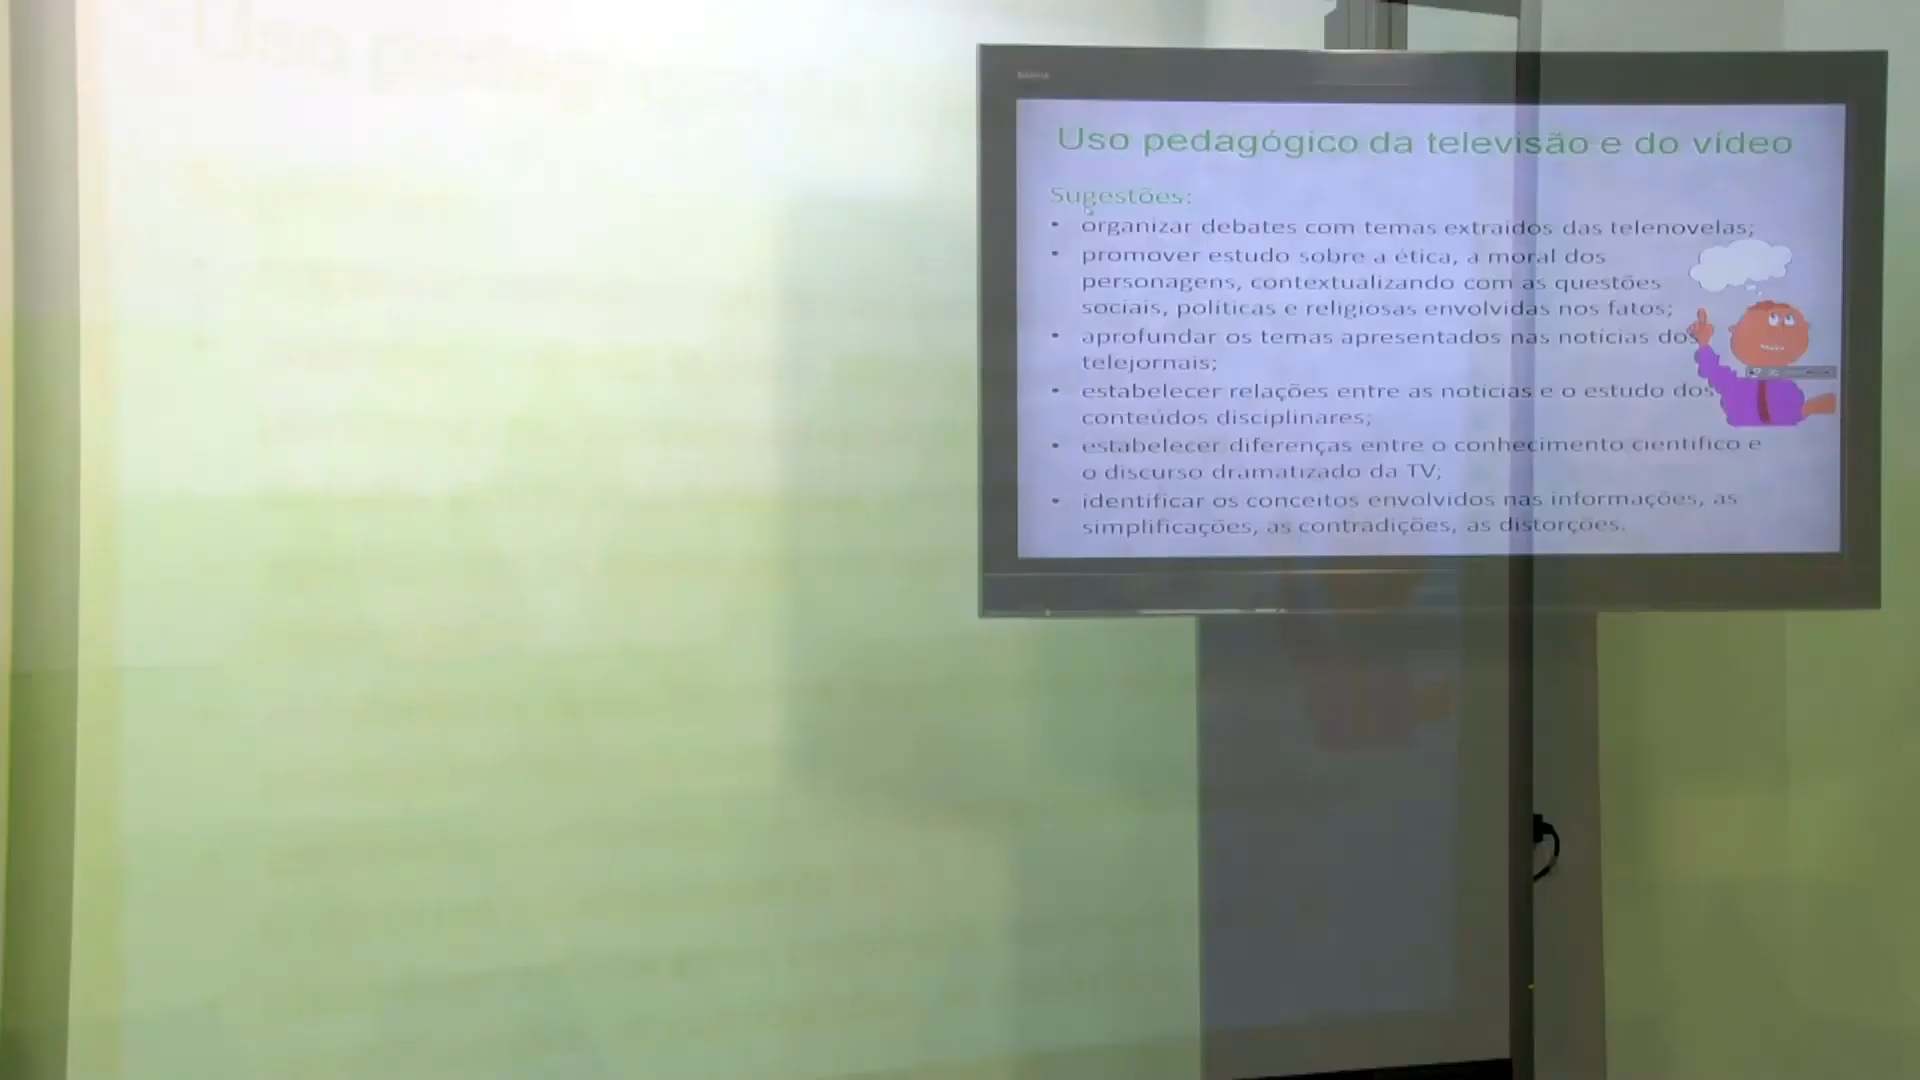 Uso pedagógico da televisão e do vídeo
Sugestões:
• organizar debates com temas extraídos das telenovelas;
• promover estudo sobre a ética, a moral dos
personagens, contextualizando com as questões
sociais, políticas e religiosas envolvidas nos fatos;
• aprofundar os temas apresentados nas notícias dos
telejornais;
• estabelecer relações entre as notícias e o estudo dos
conteúdos disciplinares;
• estabelecer diferenças entre o conhecimento científico e
o discurso dramatizado da TV;
• identificar os conceitos envolvidos nas informações, as
simplificações, as contradições, as distorções.